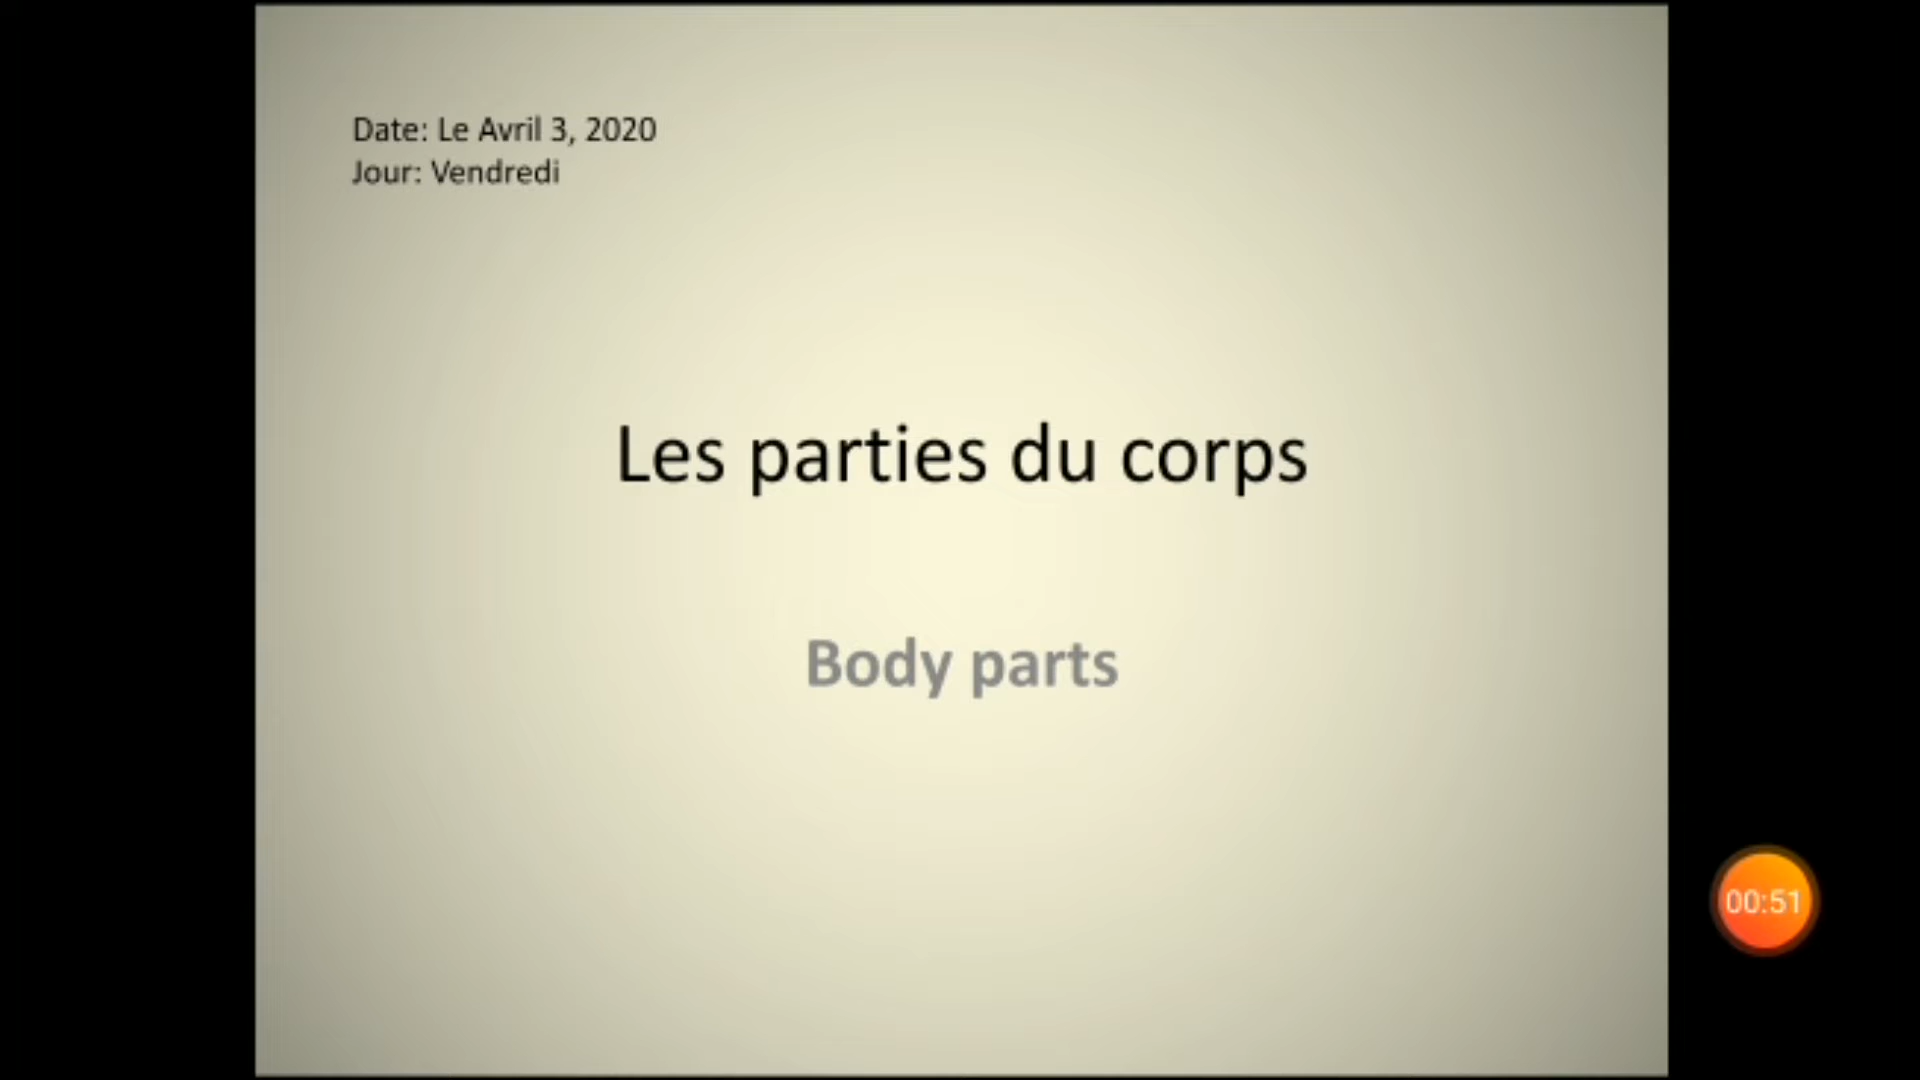 Date: Le Avril 3, 2020
Jour: Vendredi
Les parties du corps
Body parts
00:51